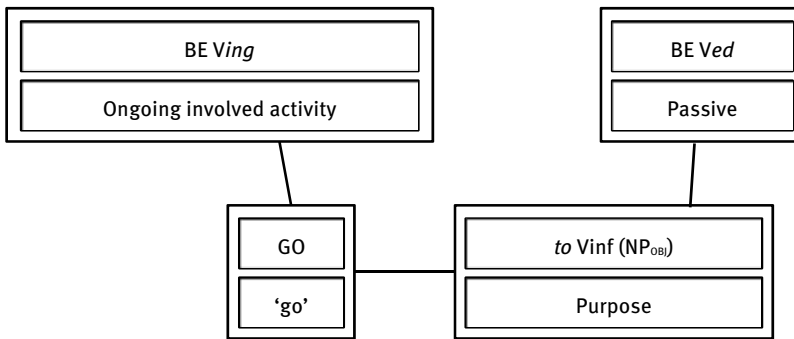 BE Ving
Ongoing involved activity
BE Ved
Passive
GO
‘go’
to Vinf (NPOBJ)
Purpose